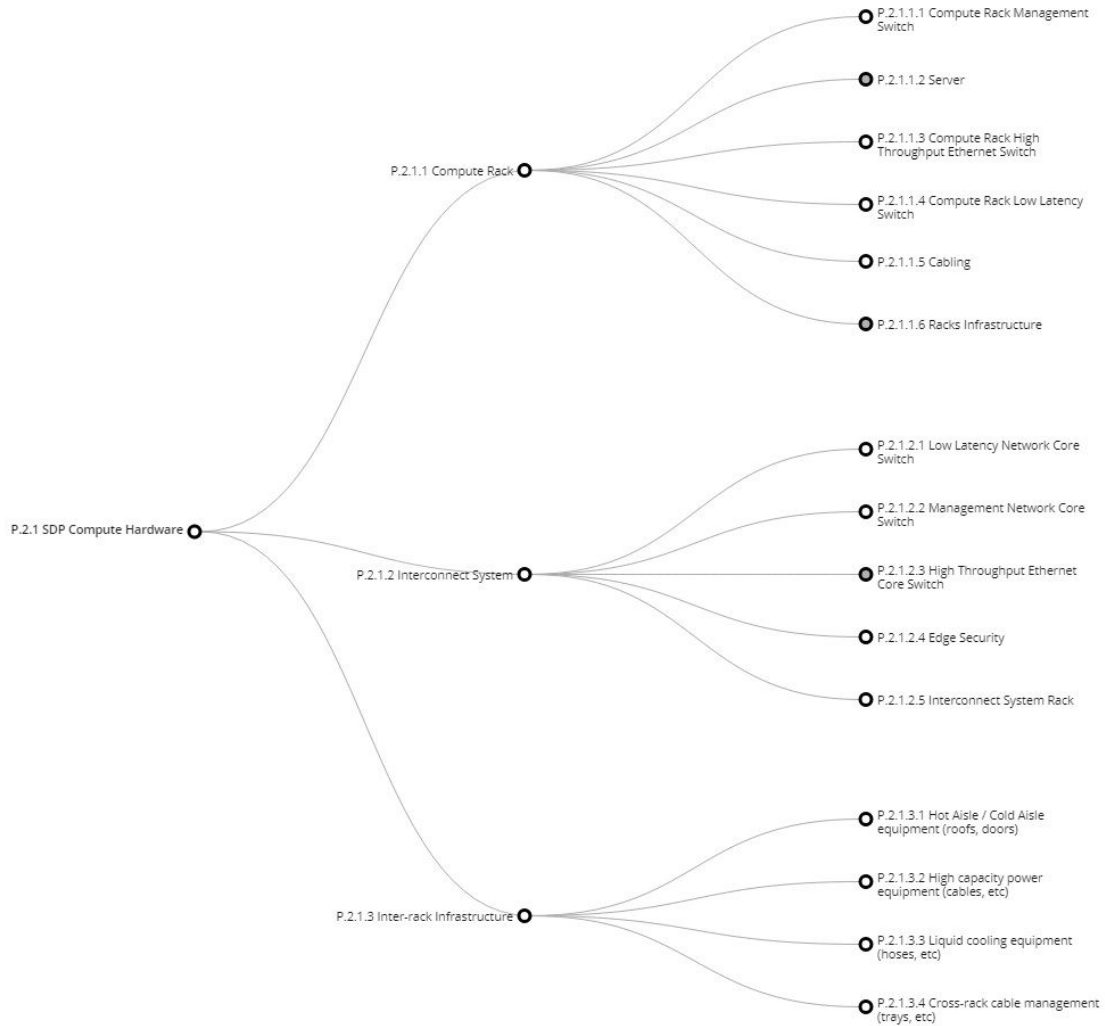 P.2.1.1.1 Compute Rack Management
Switch
P.2.1.1.2 Server
P.2.1.1.3 Compute Rack High
Throughput Ethernet Switch
P.2.1.1 Compute Rack
P.2.1.1.4 Compute Rack Low Latency
Switch
P.2.1.1.5 Cabling
P.2.1.1.6 Racks Infrastructure
P.2.1.2.1 Low Latency Network Core
Switch
P.2.1.2.2 Management Network Core
Switch
P.2.1 SDP Compute Hardware
P.2.1.2 Interconnect System
P.2.1.2.3 High Throughput Ethernet
Core Switch
P.2.1.2.4 Edge Security
P.2.1.2.5 Interconnect System Rack
P.2.1.3.1 Hot Aisle / Cold Aisle
equipment (roofs, doors)
P.2.1.3.2 High capacity power
equipment (cables, etc)
P.2.1.3 Inter-rack Infrastructure
P.2.1.3.3 Liquid cooling equipment
(hoses, etc)
P.2.1.3.4 Cross-rack cable management
(trays, etc)